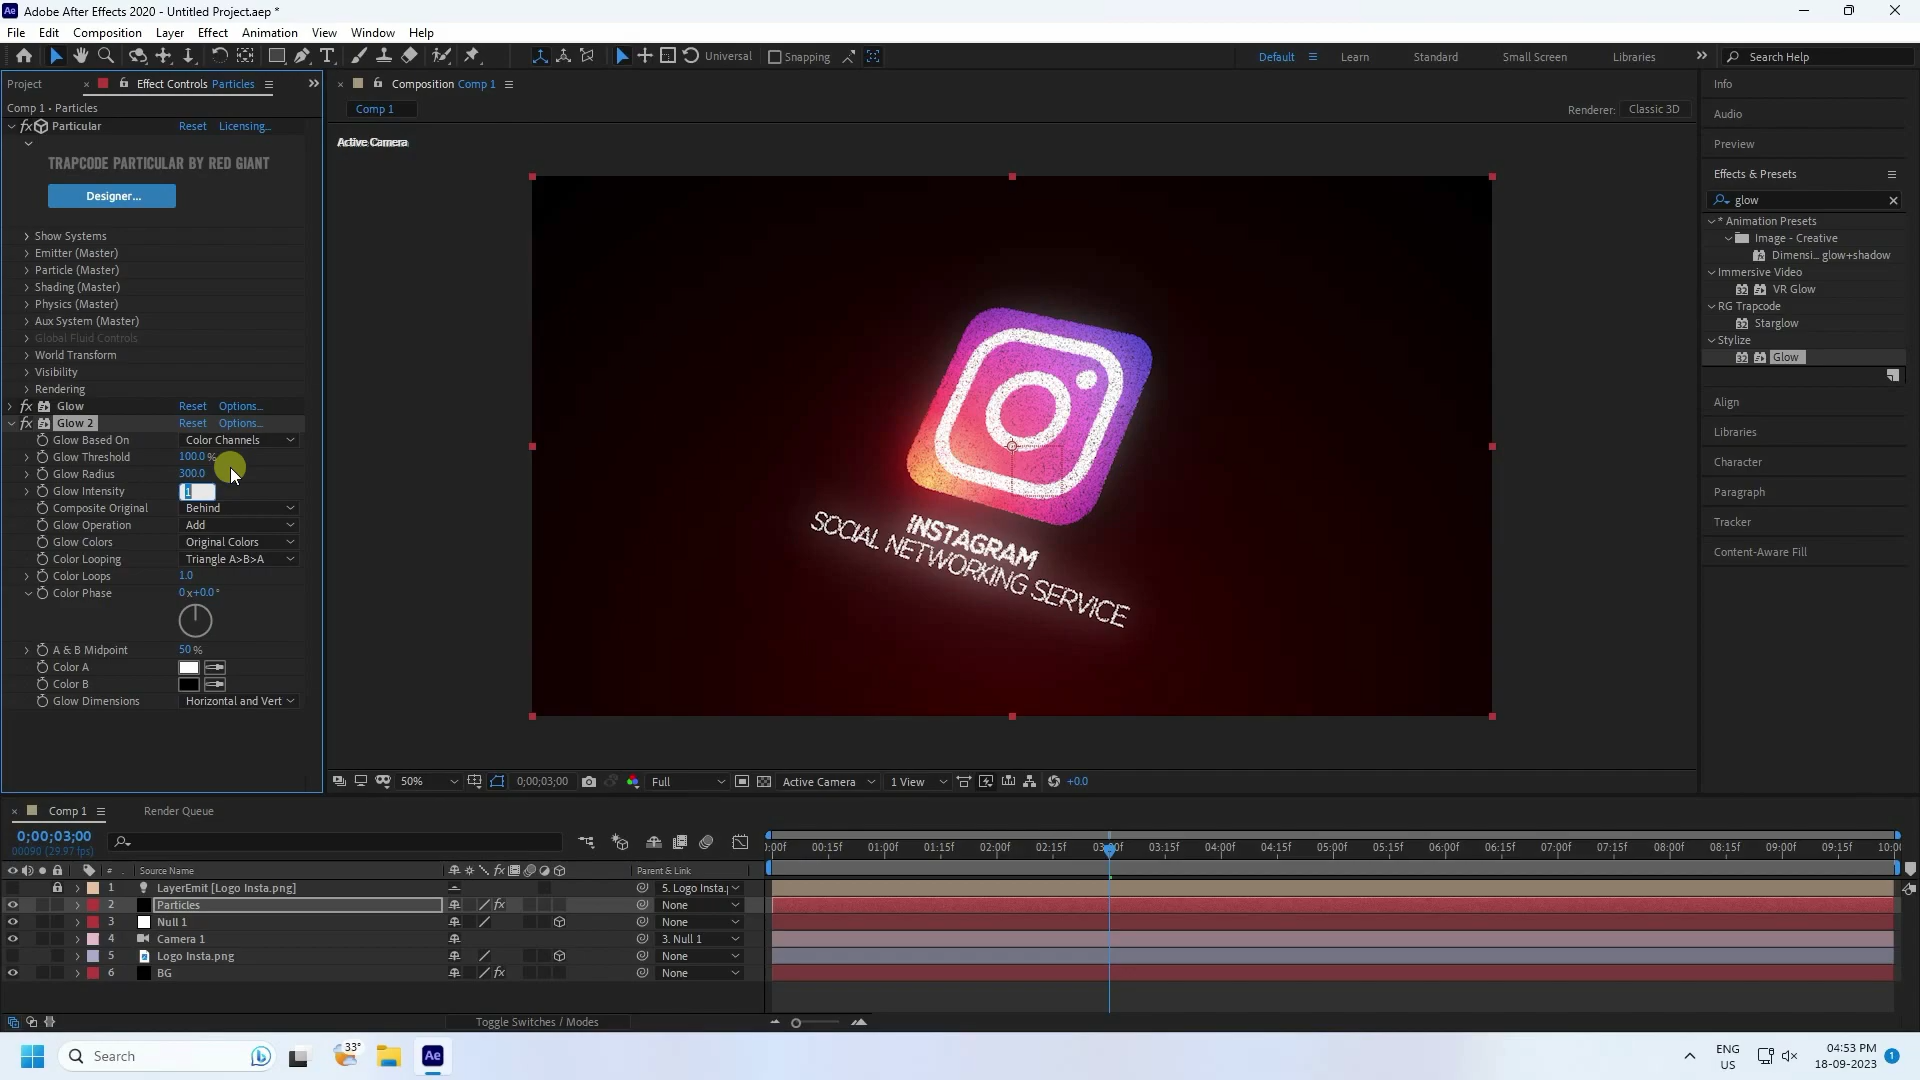 Adobe After Effects 2020 - Untitled Project.aep *
File Edit Composition Layer Effect Animation View Window Help
Universal Snapping Default Learn Standard Small Screen Libraries Search Help
Project Effect Controls Particles
Comp 1 • Particles
Particular Reset Licensing...
TRAPCODE PARTICULAR BY RED GIANT
Designer...
Show Systems
Emitter (Master)
Particle (Master)
Shading (Master)
Physics (Master)
Aux System (Master)
Global Fluid Controls
World Transform
Visibility
Rendering
Glow Reset Options...
Glow 2 Reset Options...
Glow Based On Color Channels
Glow Threshold 100.0 %
Glow Radius 300.0
Glow Intensity 1
Composite Original Behind
Glow Operation Add
Glow Colors Original Colors
Color Looping Triangle A>B>A
Color Loops 1.0
Color Phase 0 x+0.0 °
A & B Midpoint 50 %
Color A
Color B
Glow Dimensions Horizontal and Vert
Composition Comp 1
Comp 1
Renderer: Classic 3D
Active Camera
INSTAGRAM
SOCIAL NETWORKING SERVICE
50% 0;00;03;00 Full Active Camera 1 View +0.0
Info
Audio
Preview
Effects & Presets
glow
* Animation Presets
Image - Creative
Dimensi... glow+shadow
Immersive Video
32 VR Glow
RG Trapcode
32 Starglow
Stylize
32 Glow
Align
Libraries
Character
Paragraph
Tracker
Content-Aware Fill
Comp 1 Render Queue
0;00;03;00
00090 (29.97 fps)
:00f 00:15f 01:00f 01:15f 02:00f 02:15f 03:00f 03:15f 04:00f 04:15f 05:00f 05:15f 06:00f 06:15f 07:00f 07:15f 08:00f 08:15f 09:00f 09:15f 10:0
# Source Name fx Parent & Link
1 LayerEmit [Logo Insta.png] 5. Logo Insta.
2 Particles fx None
3 Null 1 None
4 Camera 1 3. Null 1
5 Logo Insta.png None
6 BG fx None
Toggle Switches / Modes
Search 33° Ae ENG US 04:53 PM 18-09-2023 1